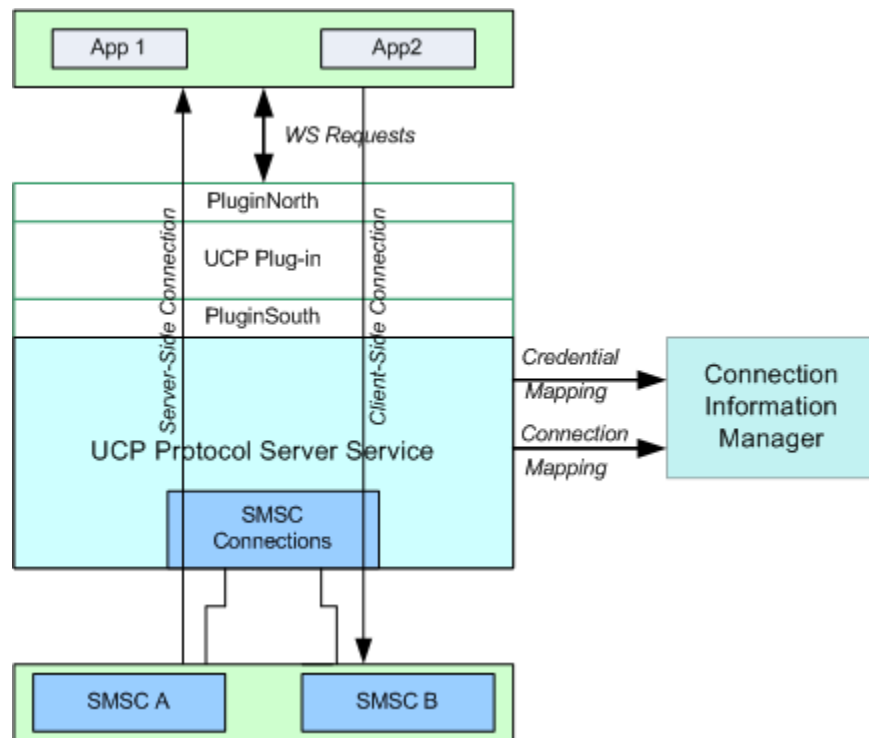 App 1
App2
WS Requests
PluginNorth
UCP Plug-in
PluginSouth
Server-Side Connection
Client-Side Connection
UCP Protocol Server Service
Credential
Mapping
Connection
Mapping
Connection
Information
Manager
SMSC
Connections
SMSC A
SMSC B